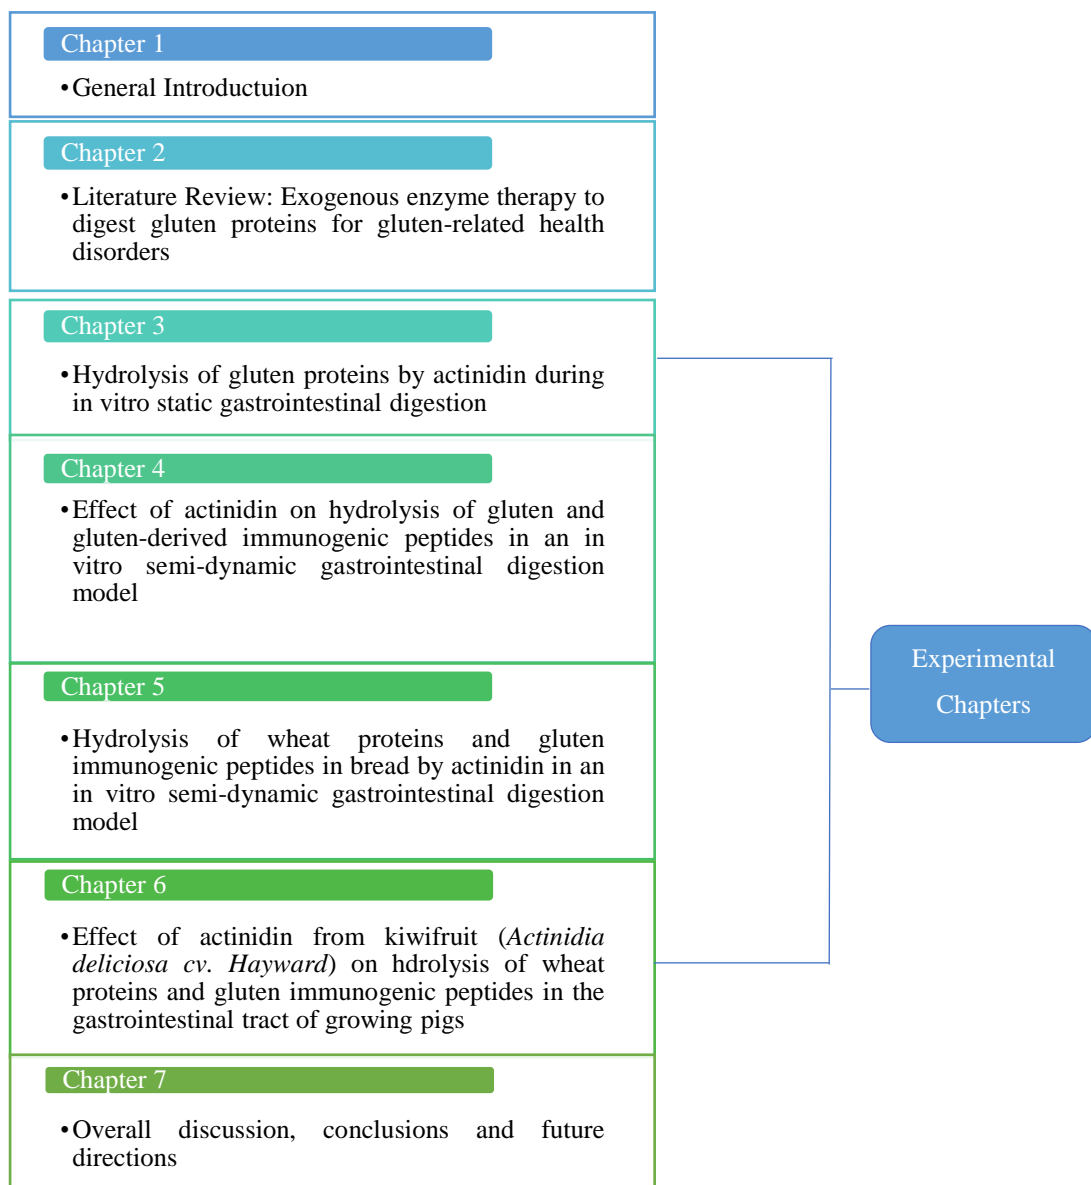 Chapter 1
•General Introductuion
Chapter 2
•Literature Review: Exogenous enzyme therapy to
digest gluten proteins for gluten-related health
disorders
Chapter 3
•Hydrolysis of gluten proteins by actinidin during
in vitro static gastrointestinal digestion
Chapter 4
•Effect of actinidin on hydrolysis of gluten and
gluten-derived immunogenic peptides in an in
vitro semi-dynamic gastrointestinal digestion
model
Chapter 5
•Hydrolysis of wheat proteins and gluten
immunogenic peptides in bread by actinidin in an
in vitro semi-dynamic gastrointestinal digestion
model
Chapter 6
•Effect of actinidin from kiwifruit (Actinidia
deliciosa cv. Hayward) on hdrolysis of wheat
proteins and gluten immunogenic peptides in the
gastrointestinal tract of growing pigs
Chapter 7
•Overall discussion, conclusions and future
directions
Experimental
Chapters